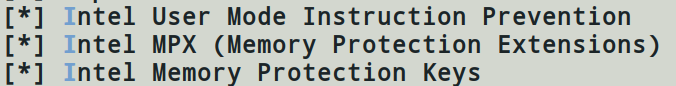 [*] Intel User Mode Instruction Prevention
[*] Intel MPX (Memory Protection Extensions)
[*] Intel Memory Protection Keys